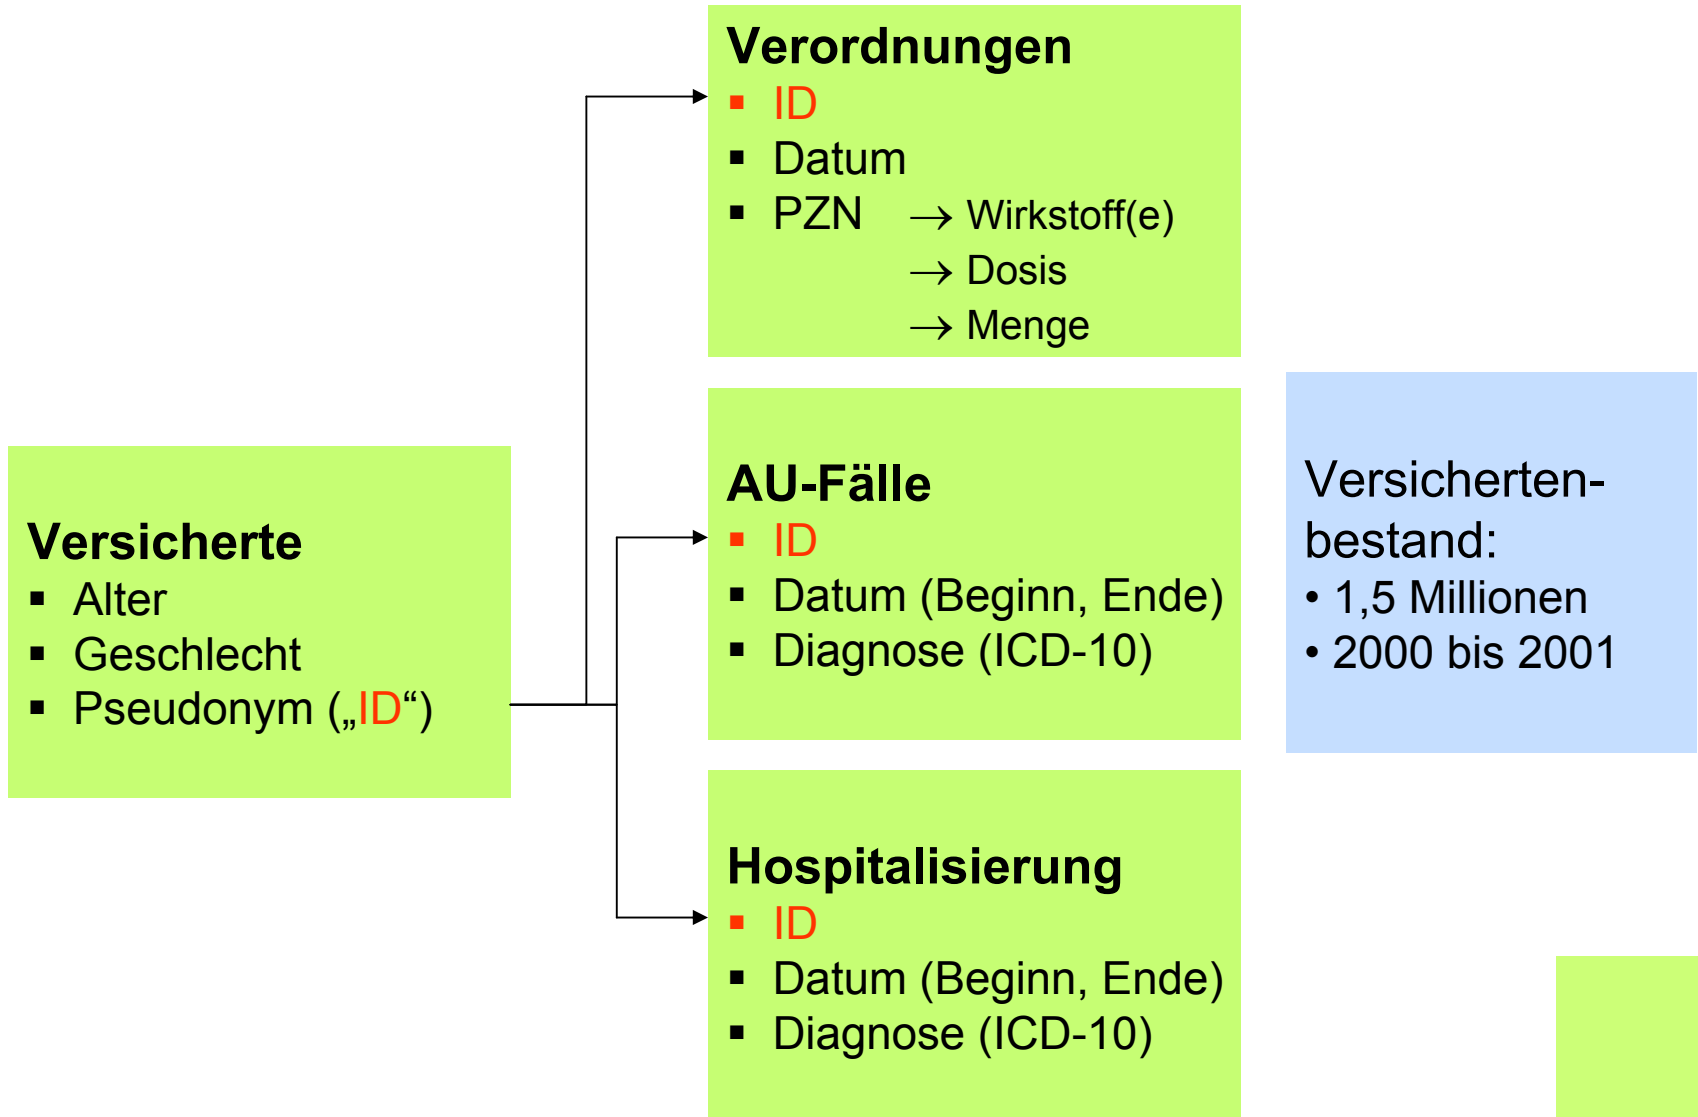 Verordnungen
▪ ID
▪ Datum
▪ PZN → Wirkstoff(e)
→ Dosis
→ Menge
Versicherte
▪ Alter
▪ Geschlecht
▪ Pseudonym („ID“)
AU-Fälle
▪ ID
▪ Datum (Beginn, Ende)
▪ Diagnose (ICD-10)
Versicherten-
bestand:
• 1,5 Millionen
• 2000 bis 2001
Hospitalisierung
▪ ID
▪ Datum (Beginn, Ende)
▪ Diagnose (ICD-10)